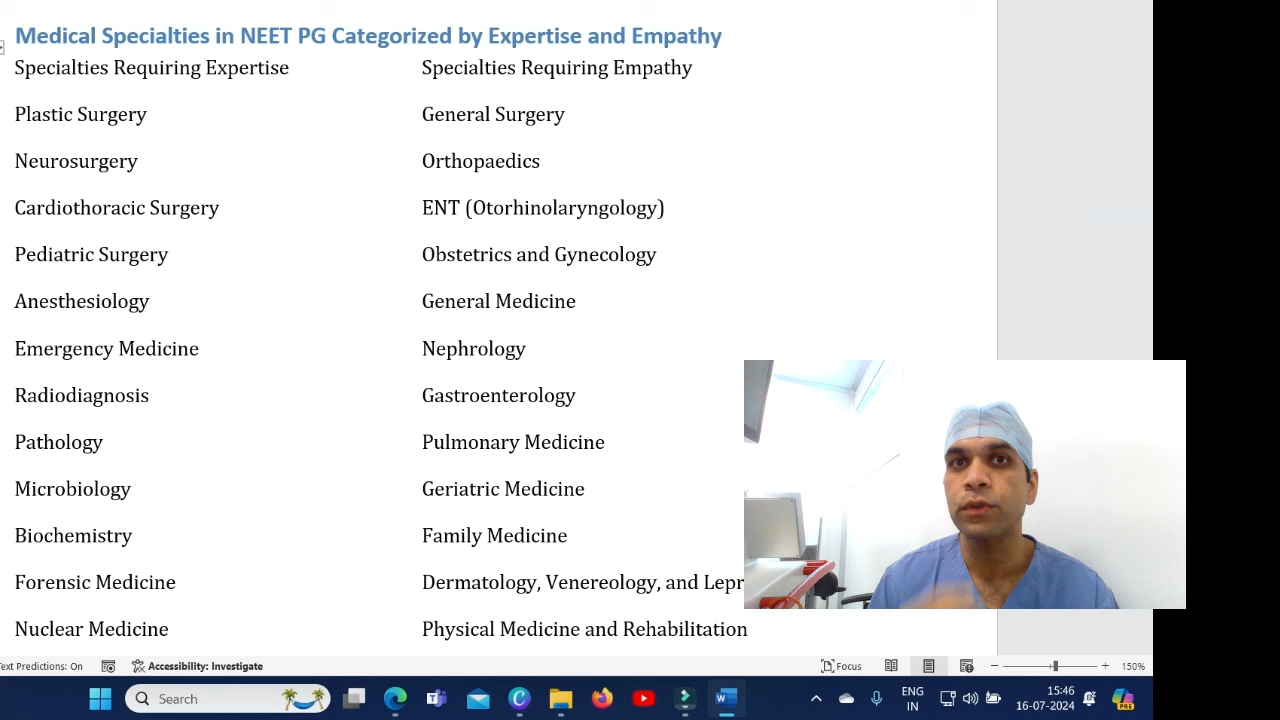 Medical Specialties in NEET PG Categorized by Expertise and Empathy
Specialties Requiring Expertise Specialties Requiring Empathy
Plastic Surgery General Surgery
Neurosurgery Orthopaedics
Cardiothoracic Surgery ENT (Otorhinolaryngology)
Pediatric Surgery Obstetrics and Gynecology
Anesthesiology General Medicine
Emergency Medicine Nephrology
Radiodiagnosis Gastroenterology
Pathology Pulmonary Medicine
Microbiology Geriatric Medicine
Biochemistry Family Medicine
Forensic Medicine Dermatology, Venereology, and Lepr
Nuclear Medicine Physical Medicine and Rehabilitation
ext Predictions: On Accessibility: Investigate Focus 150%
Search ENG 15:46
IN 16-07-2024
PRE